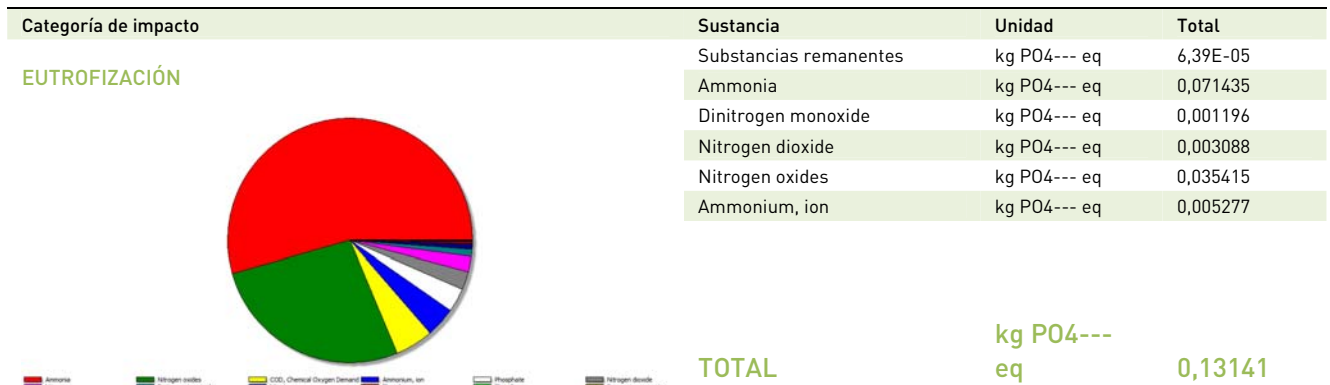 Categoría de impacto Sustancia Unidad Total
EUTROFIZACIÓN
Substancias remanentes kg PO4--- eq 6,39E-05
Ammonia kg PO4--- eq 0,071435
Dinitrogen monoxide kg PO4--- eq 0,001196
Nitrogen dioxide kg PO4--- eq 0,003088
Nitrogen oxides kg PO4--- eq 0,035415
Ammonium, ion kg PO4--- eq 0,005277
TOTAL kg PO4--- eq 0,13141
Ammonia Nitrogen oxides COD, Chemical Oxygen Demand Ammonium, ion Phosphate Nitrogen dioxide